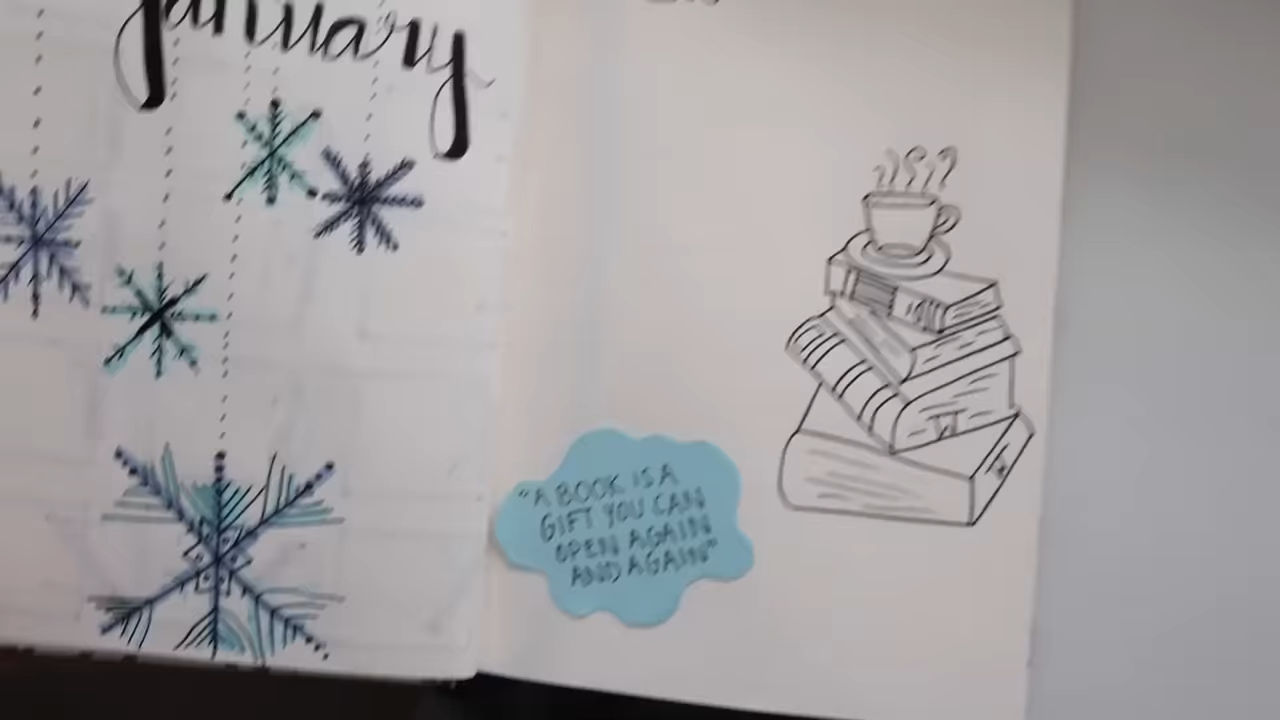 January
"A BOOK IS A
GIFT YOU CAN
OPEN AGAIN
AND AGAIN"